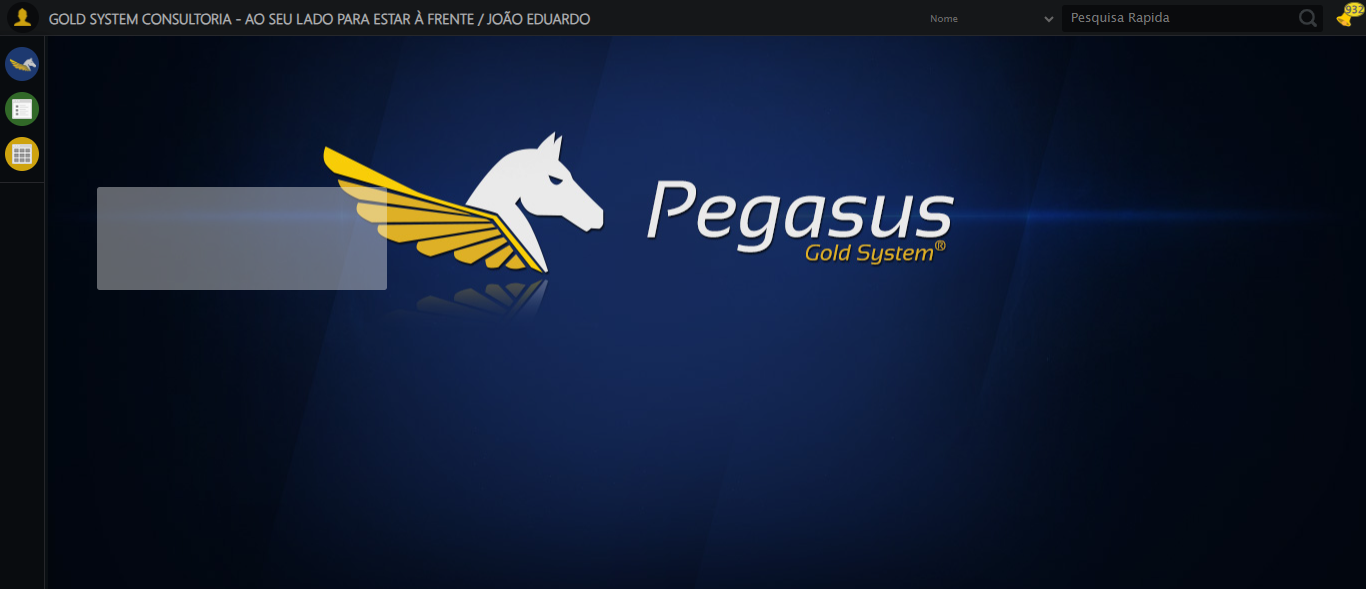 GOLD SYSTEM CONSULTORIA - AO SEU LADO PARA ESTAR À FRENTE / JOÃO EDUARDO
Nome
Pesquisa Rapida
932
Pegasus
Gold System®